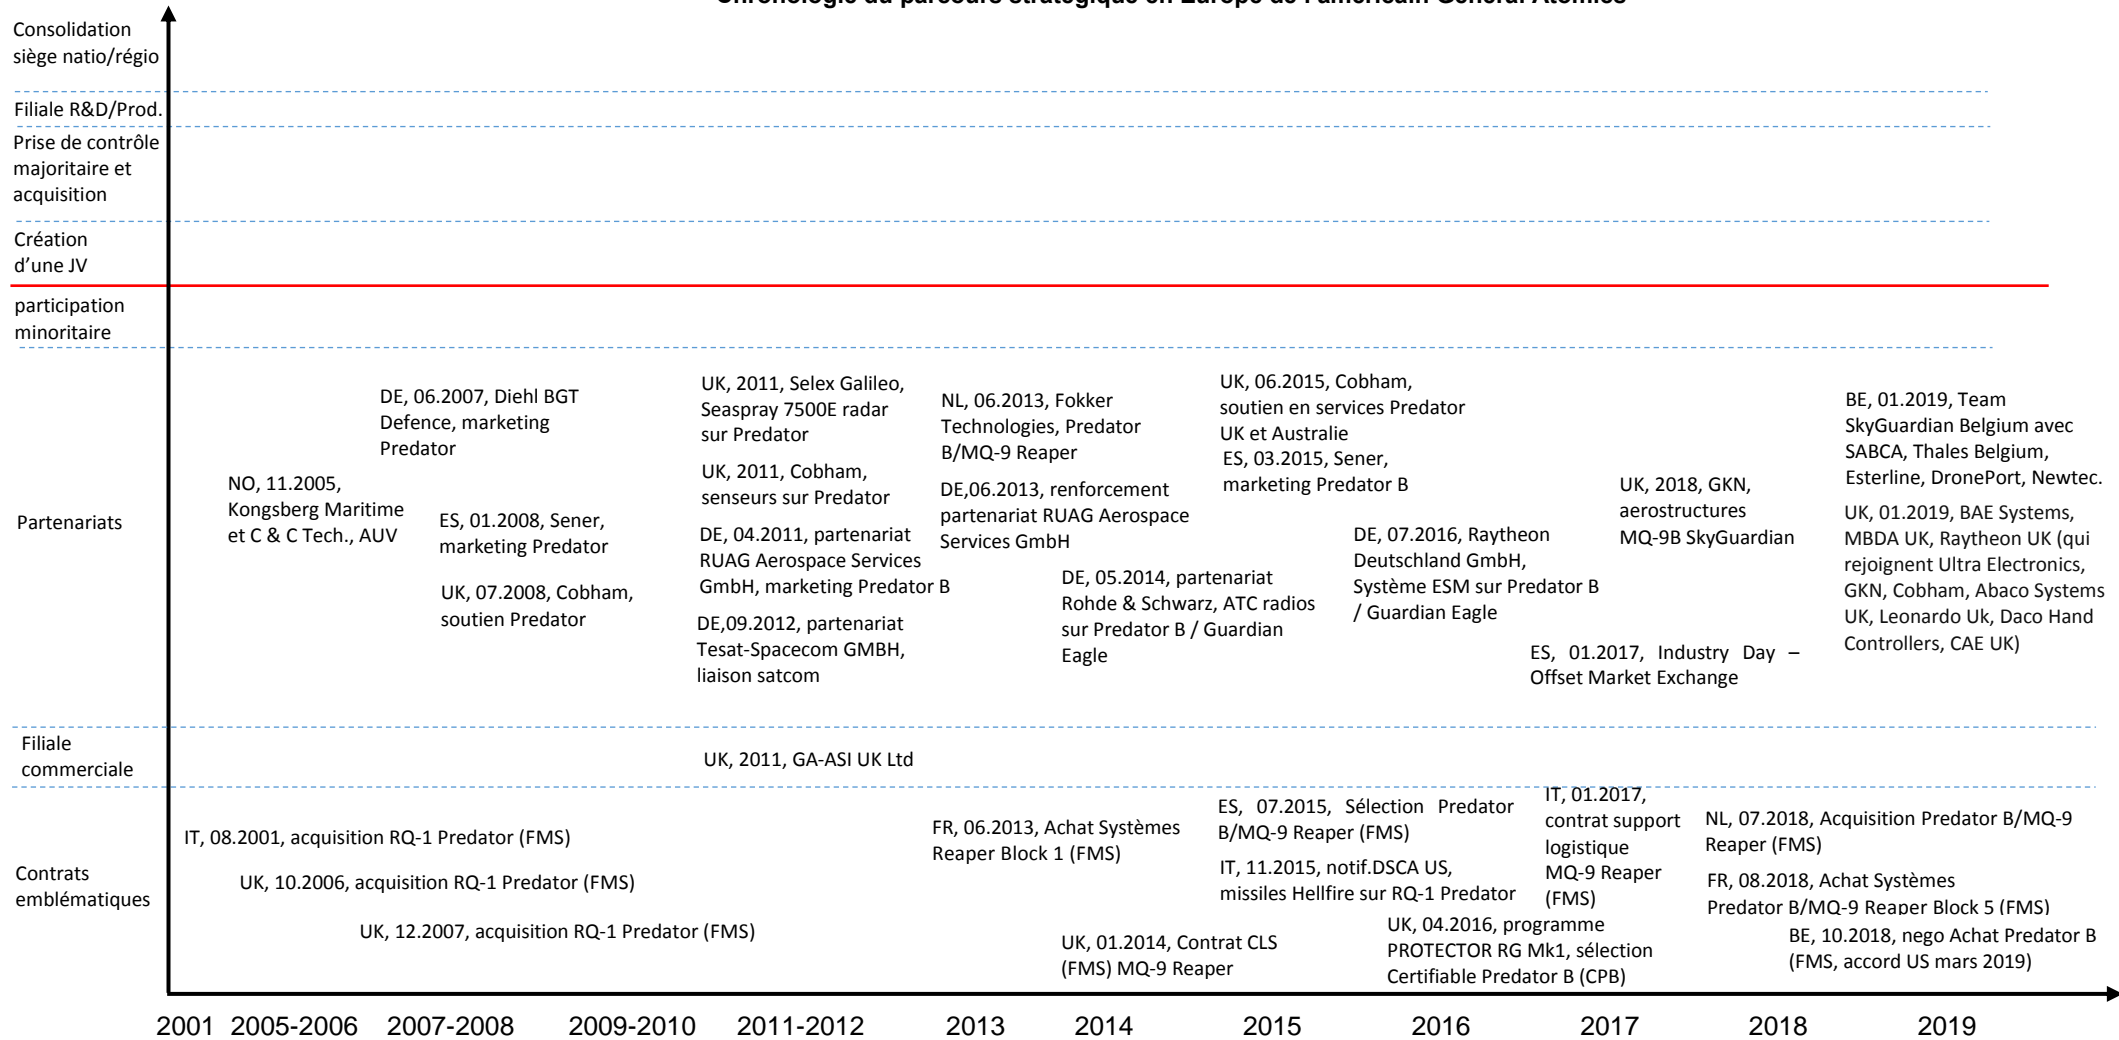 Chronologie du parcours stratégique en Europe de l'américain General Atomics
Consolidation
siège natio/régio
Filiale R&D/Prod.
Prise de contrôle
majoritaire et
acquisition
Création
d'une JV
participation
minoritaire
Partenariats
NO, 11.2005,
Kongsberg Maritime
et C & C Tech., AUV
DE, 06.2007, Diehl BGT
Defence, marketing
Predator
ES, 01.2008, Sener,
marketing Predator
UK, 07.2008, Cobham,
soutien Predator
UK, 2011, Selex Galileo,
Seaspray 7500E radar
sur Predator
UK, 2011, Cobham,
senseurs sur Predator
DE, 04.2011, partenariat
RUAG Aerospace Services
GmbH, marketing Predator B
DE,09.2012, partenariat
Tesat-Spacecom GMBH,
liaison satcom
NL, 06.2013, Fokker
Technologies, Predator
B/MQ-9 Reaper
DE,06.2013, renforcement
partenariat RUAG Aerospace
Services GmbH
DE, 05.2014, partenariat
Rohde & Schwarz, ATC radios
sur Predator B / Guardian
Eagle
UK, 06.2015, Cobham,
soutien en services Predator
UK et Australie
ES, 03.2015, Sener,
marketing Predator B
DE, 07.2016, Raytheon
Deutschland GmbH,
Système ESM sur Predator B
/ Guardian Eagle
ES, 01.2017, Industry Day –
Offset Market Exchange
UK, 2018, GKN,
aerostructures
MQ-9B SkyGuardian
BE, 01.2019, Team
SkyGuardian Belgium avec
SABCA, Thales Belgium,
Esterline, DronePort, Newtec.
UK, 01.2019, BAE Systems,
MBDA UK, Raytheon UK (qui
rejoignent Ultra Electronics,
GKN, Cobham, Abaco Systems
UK, Leonardo Uk, Daco Hand
Controllers, CAE UK)
Filiale
commerciale
UK, 2011, GA-ASI UK Ltd
Contrats
emblématiques
IT, 08.2001, acquisition RQ-1 Predator (FMS)
UK, 10.2006, acquisition RQ-1 Predator (FMS)
UK, 12.2007, acquisition RQ-1 Predator (FMS)
FR, 06.2013, Achat Systèmes
Reaper Block 1 (FMS)
UK, 01.2014, Contrat CLS
(FMS) MQ-9 Reaper
ES, 07.2015, Sélection Predator
B/MQ-9 Reaper (FMS)
IT, 11.2015, notif.DSCA US,
missiles Hellfire sur RQ-1 Predator
UK, 04.2016, programme
PROTECTOR RG Mk1, sélection
Certifiable Predator B (CPB)
IT, 01.2017,
contrat support
logistique
MQ-9 Reaper
(FMS)
NL, 07.2018, Acquisition Predator B/MQ-9
Reaper (FMS)
FR, 08.2018, Achat Systèmes
Predator B/MQ-9 Reaper Block 5 (FMS)
BE, 10.2018, nego Achat Predator B
(FMS, accord US mars 2019)
2001 2005-2006 2007-2008 2009-2010 2011-2012 2013 2014 2015 2016 2017 2018 2019